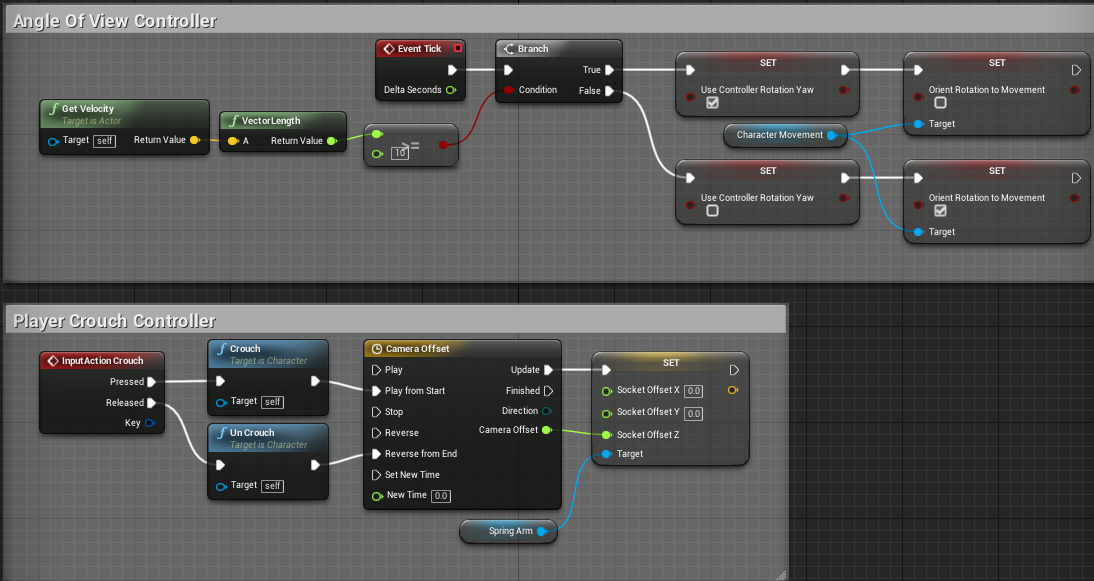 Angle Of View Controller
Event Tick
Delta Seconds
Branch
Condition
True
False
SET
Use Controller Rotation Yaw
SET
Orient Rotation to Movement
Target
Get Velocity
Target is Actor
Target self
Return Value
VectorLength
A
Return Value
>=
10
Character Movement
SET
Use Controller Rotation Yaw
SET
Orient Rotation to Movement
Target
Player Crouch Controller
InputAction Crouch
Pressed
Released
Key
Crouch
Target is Character
Target self
Un Crouch
Target is Character
Target self
Camera Offset
Play
Play from Start
Stop
Reverse
Reverse from End
Set New Time
New Time 0.0
Update
Finished
Direction
Camera Offset
SET
Socket Offset X 0.0
Socket Offset Y 0.0
Socket Offset Z
Target
Spring Arm